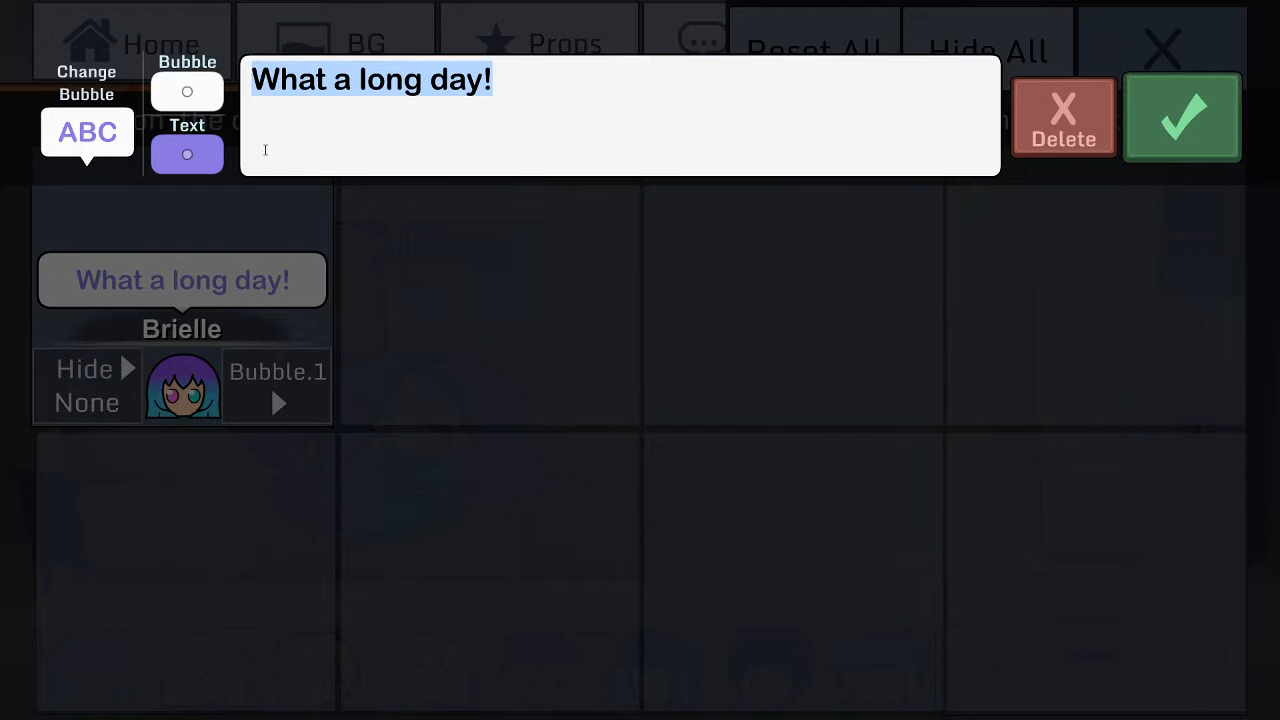 Home
BG
Props
Reset All
Hide All
Change
Bubble
ABC
Bubble
Text
What a long day!
X
Delete
What a long day!
Brielle
Hide
None
Bubble.1